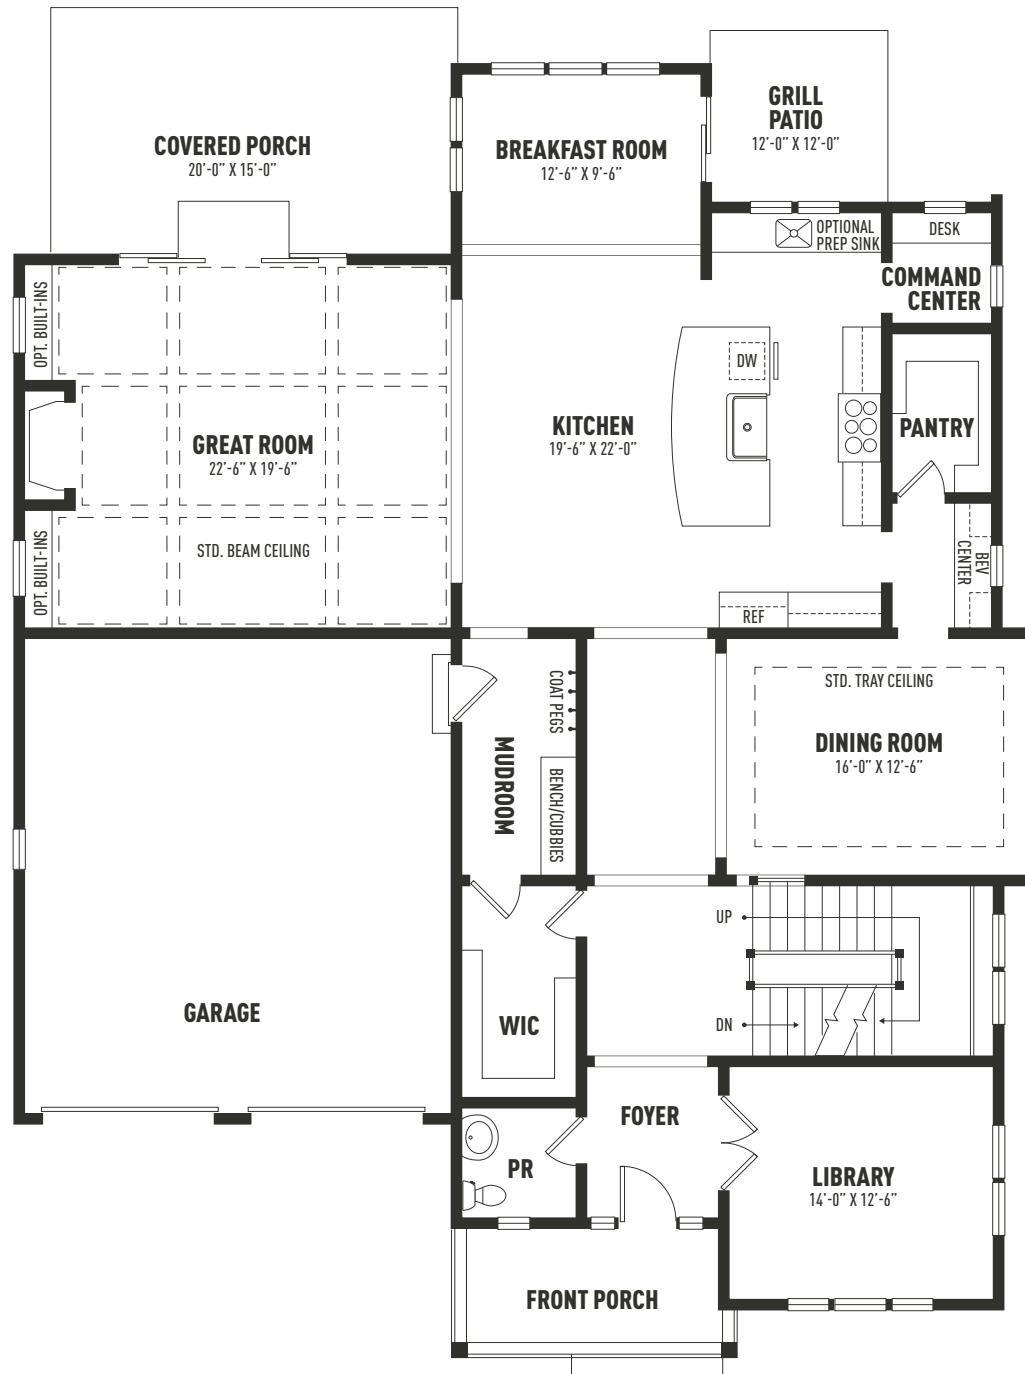 GRILL
PATIO
12'-0" X 12'-0"
COVERED PORCH
20'-0" X 15'-0"
BREAKFAST ROOM
12'-6" X 9'-6"
OPTIONAL
PREP SINK
DESK
COMMAND
CENTER
OPT. BUILT-INS
DW
KITCHEN
19'-6" X 22'-0"
PANTRY
GREAT ROOM
22'-6" X 19'-6"
STD. BEAM CEILING
OPT. BUILT-INS
BEV
CENTER
REF
COAT PEGS
STD. TRAY CEILING
DINING ROOM
16'-0" X 12'-6"
MUDROOM
BENCH/CUBBIES
UP
GARAGE
WIC
DN
FOYER
PR
LIBRARY
14'-0" X 12'-6"
FRONT PORCH